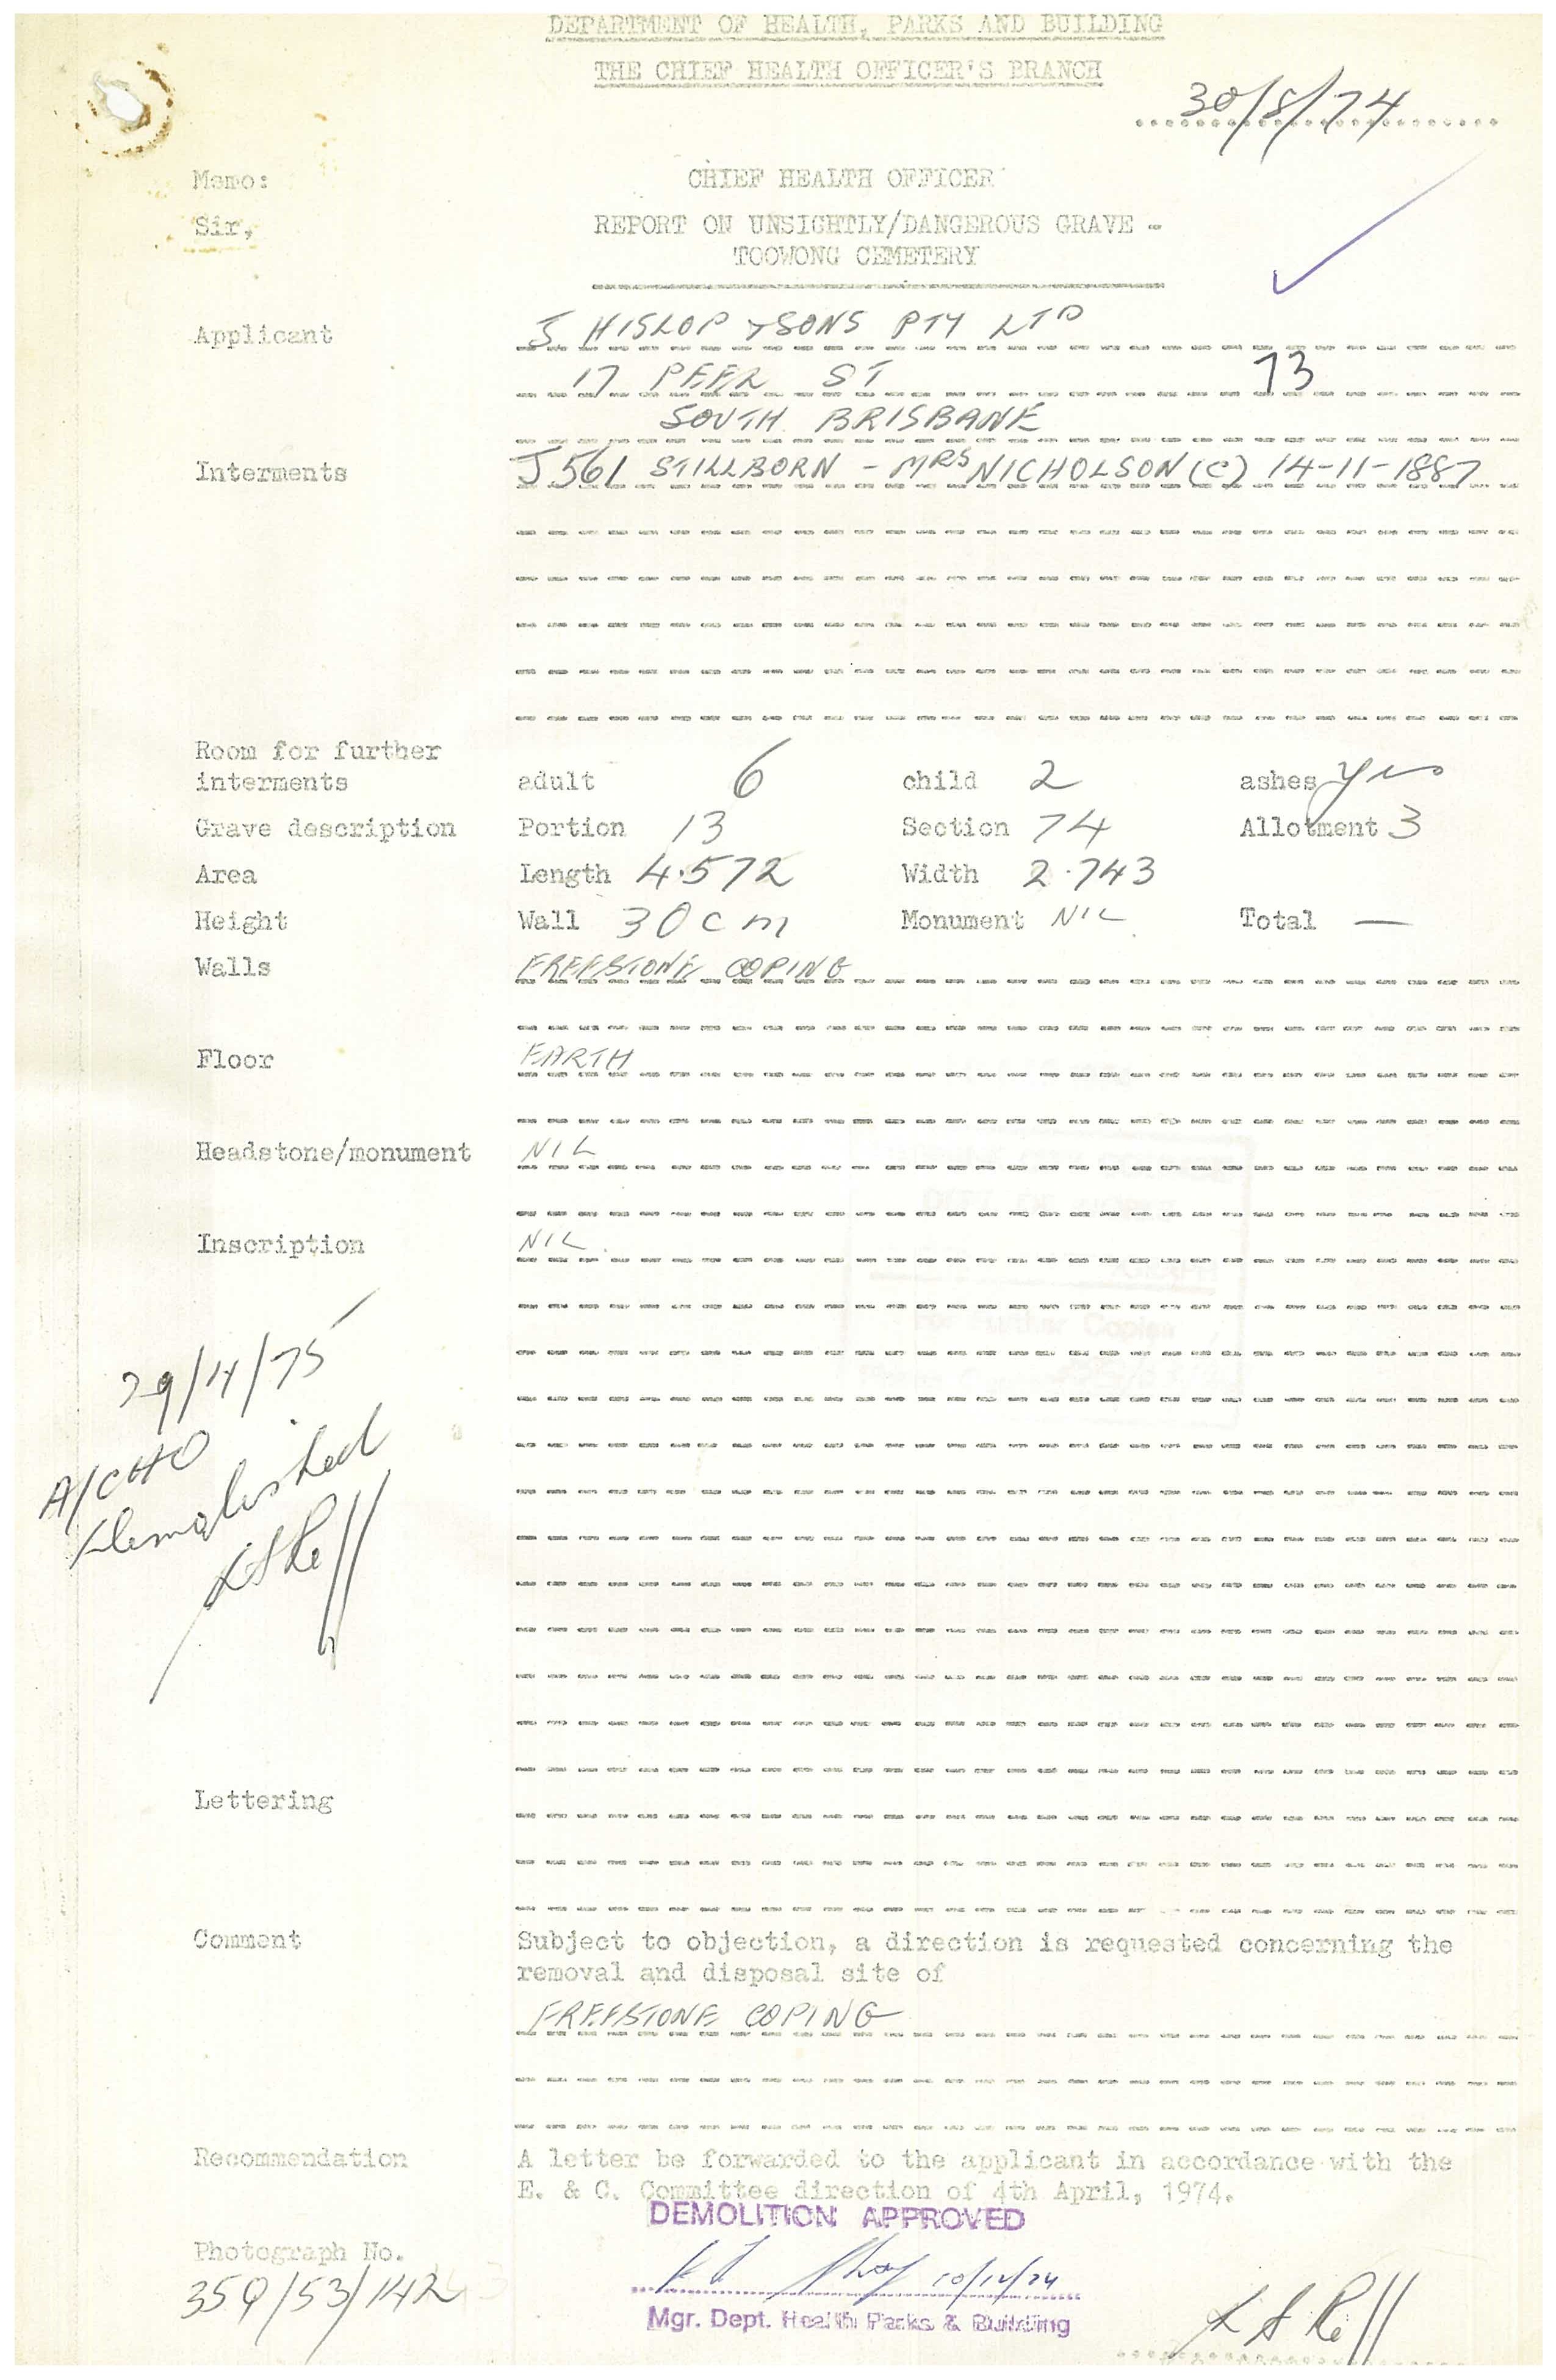 DEPARTMENT OF HEALTH, PARKS AND BUILDING
THE CHIEF HEALTH OFFICER'S BRANCH
30/8/74
Memo: CHIEF HEALTH OFFICER
Sir, REPORT ON UNSIGHTLY/DANGEROUS GRAVE -
TOOWONG CEMETERY
Applicant J. HISLOP & SONS PTY LTD
17 PEEL ST 73
SOUTH BRISBANE
Interments J561 STILLBORN - MRS NICHOLSON (C) 14-11-1887
Room for further
interments adult 6 child 2 ashes yes
Grave description Portion 13 Section 74 Allotment 3
Area Length 4.572 Width 2.743
Height Wall 30cm Monument NIL Total —
Walls FREESTONE COPING
Floor EARTH
Headstone/monument NIL
Inscription NIL.
For Further Copies
29/4/75
A/CHO
demolished
Lettering
Comment Subject to objection, a direction is requested concerning the
removal and disposal site of
FREESTONE COPING
Recommendation A letter be forwarded to the applicant in accordance with the
E. & C. Committee direction of 4th April, 1974.
DEMOLITION APPROVED
Photograph No.
35Q/53/142
10/12/74
Mgr. Dept. Health Parks & Building